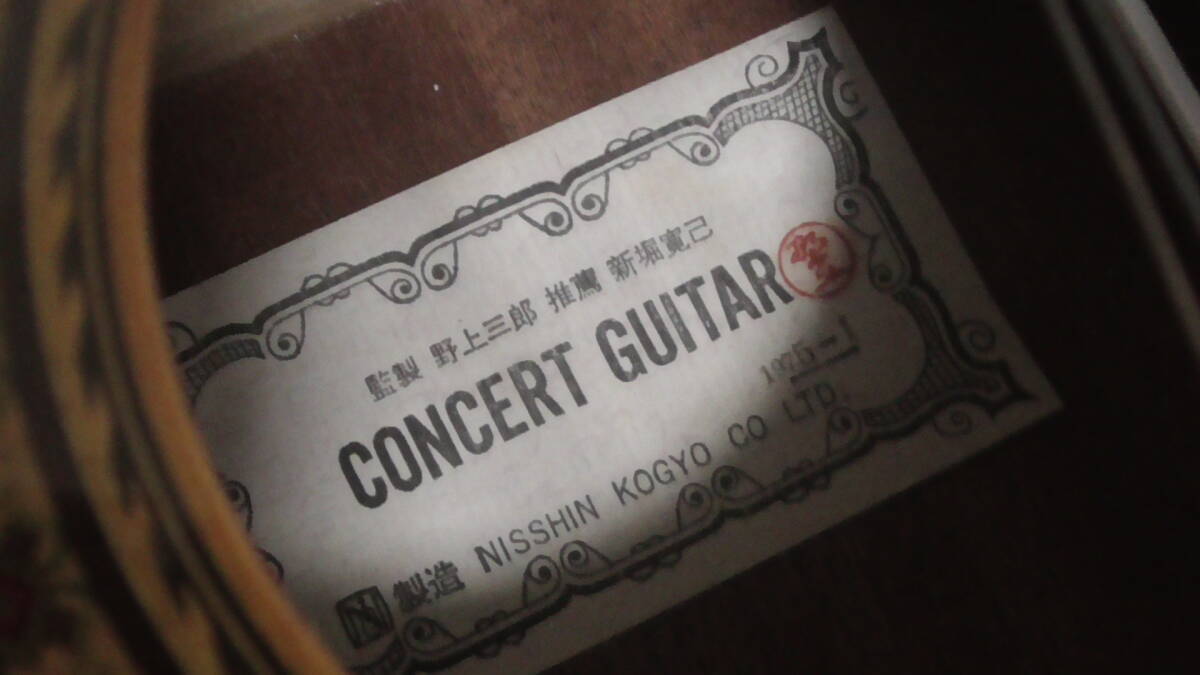 監製 野上三郎 推薦 新堀寛己
CONCERT GUITAR
聖
1975-1
製造 NISSHIN KOGYO CO LTD.